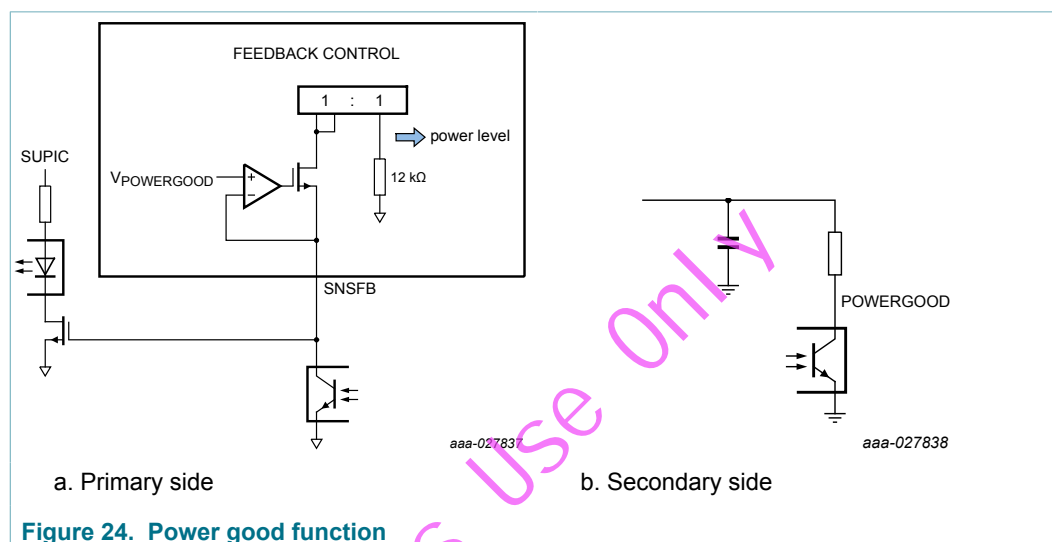 FEEDBACK CONTROL
1 : 1
power level
SUPIC
VPOWERGOOD
+
−
12 kΩ
SNSFB
POWERGOOD
aaa-027837
aaa-027838
a. Primary side
b. Secondary side
Figure 24. Power good function
Use Only